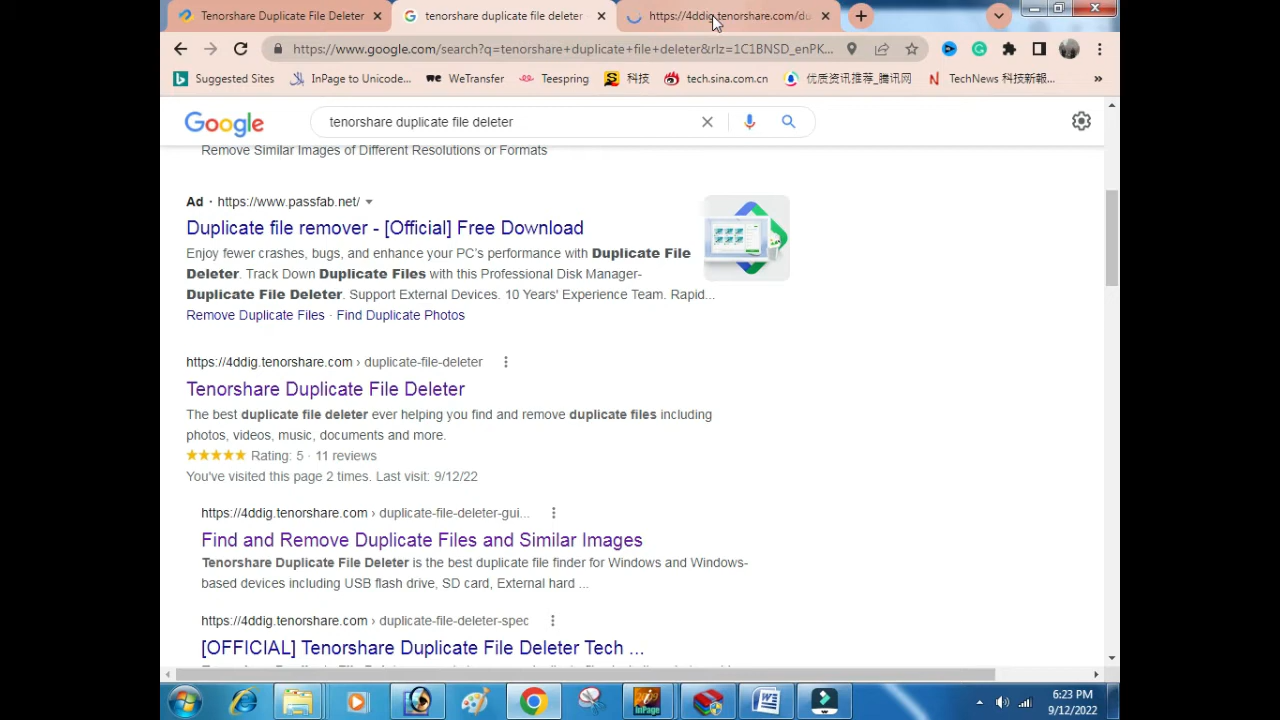 Tenorshare Duplicate File Deleter
tenorshare duplicate file deleter
https://4ddig.tenorshare.com/du
https://www.google.com/search?q=tenorshare+duplicate+file+deleter&rlz=1C1BNSD_enPK...
Suggested Sites
InPage to Unicode...
WeTransfer
Teespring
科技
tech.sina.com.cn
优质资讯推荐_腾讯网
TechNews 科技新報...
»
Google
tenorshare duplicate file deleter
Remove Similar Images of Different Resolutions or Formats
Ad · https://www.passfab.net/
Duplicate file remover - [Official] Free Download
Enjoy fewer crashes, bugs, and enhance your PC's performance with Duplicate File
Deleter. Track Down Duplicate Files with this Professional Disk Manager-
Duplicate File Deleter. Support External Devices. 10 Years' Experience Team. Rapid...
Remove Duplicate Files · Find Duplicate Photos
https://4ddig.tenorshare.com › duplicate-file-deleter
Tenorshare Duplicate File Deleter
The best duplicate file deleter ever helping you find and remove duplicate files including
photos, videos, music, documents and more.
Rating: 5 · 11 reviews
You've visited this page 2 times. Last visit: 9/12/22
https://4ddig.tenorshare.com › duplicate-file-deleter-gui...
Find and Remove Duplicate Files and Similar Images
Tenorshare Duplicate File Deleter is the best duplicate file finder for Windows and Windows-
based devices including USB flash drive, SD card, External hard ...
https://4ddig.tenorshare.com › duplicate-file-deleter-spec
[OFFICIAL] Tenorshare Duplicate File Deleter Tech ...
InPage
6:23 PM
9/12/2022